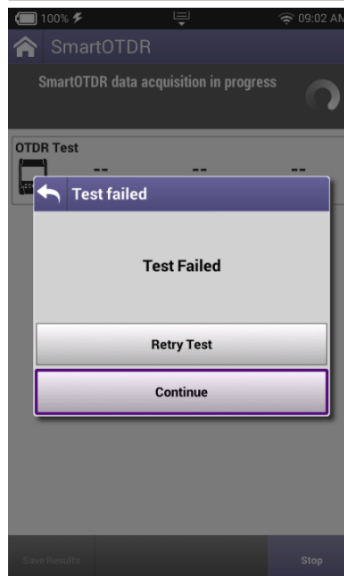 100%
09:02 AM
SmartOTDR
SmartOTDR data acquisition in progress
OTDR Test
-- -- --
Test failed
Test Failed
Retry Test
Continue
Save Results
Stop